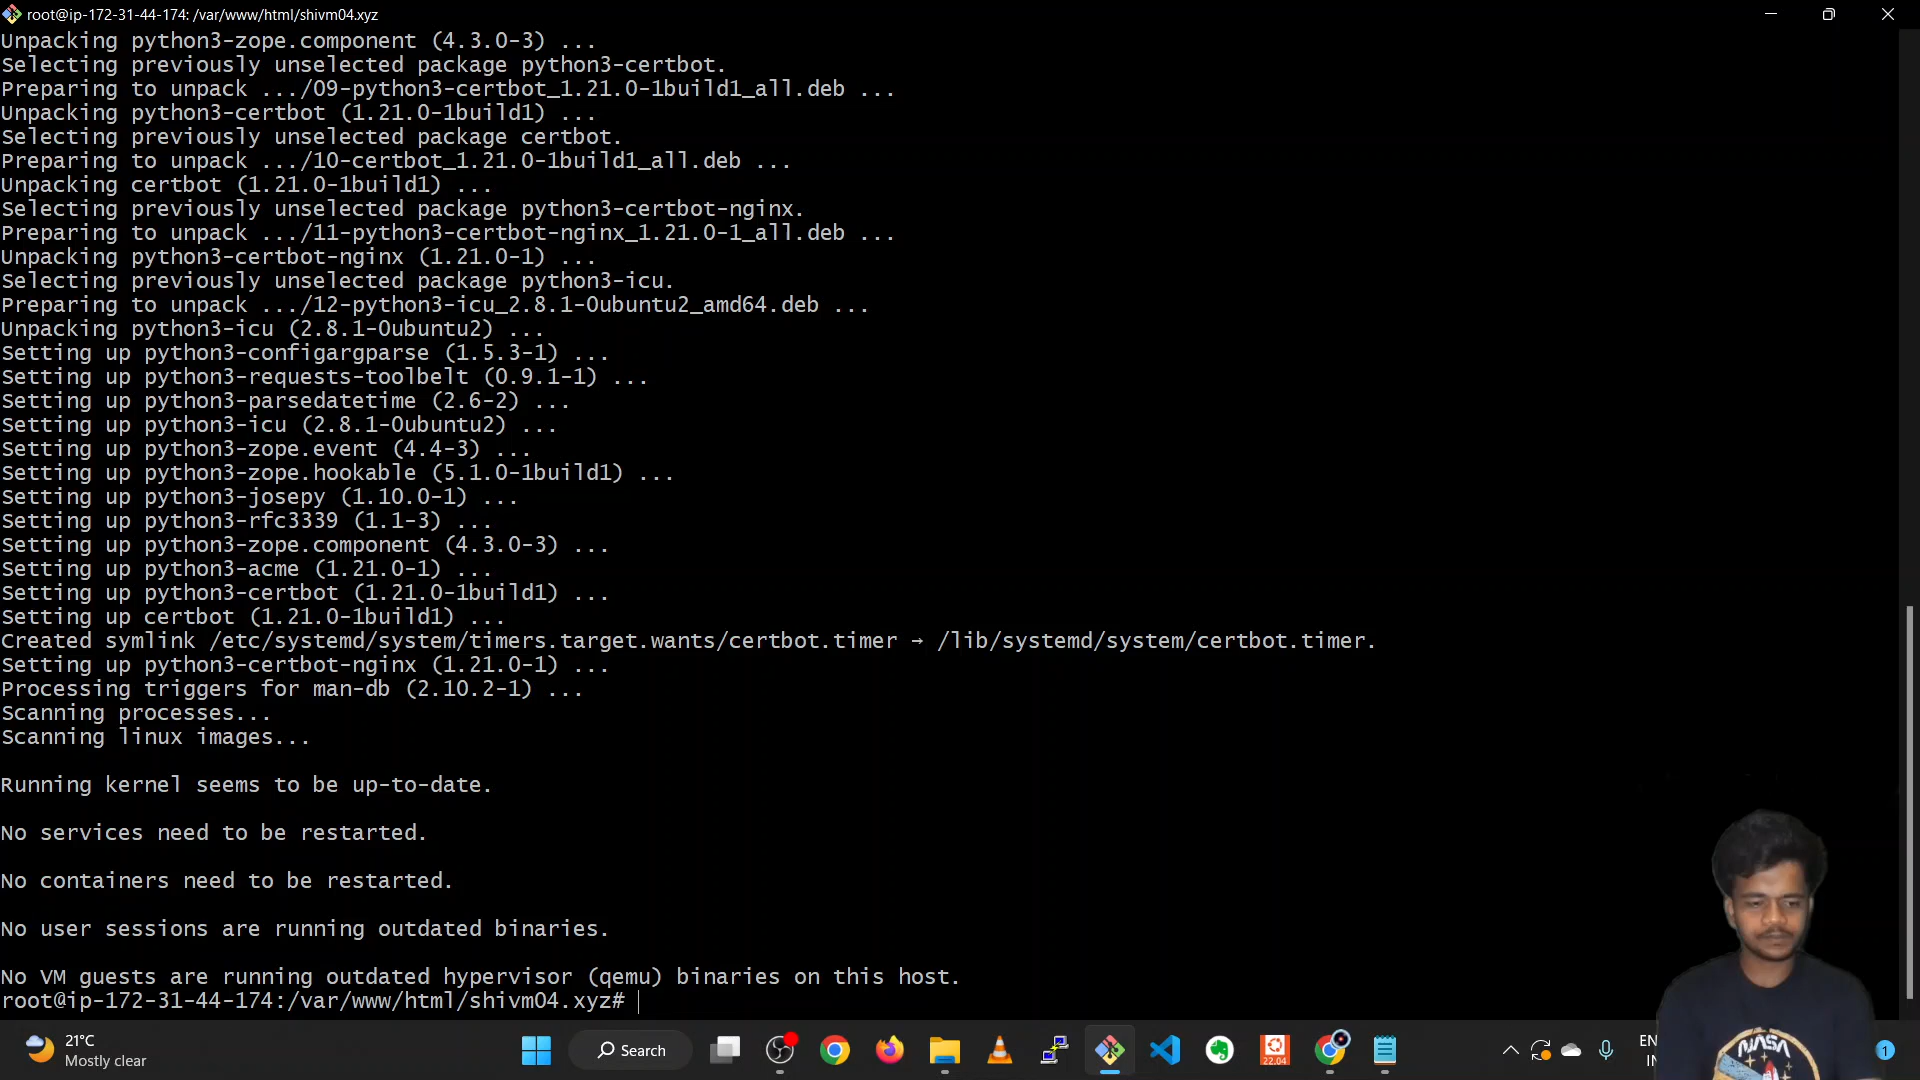 root@ip-172-31-44-174: /var/www/html/shivm04.xyz
Unpacking python3-zope.component (4.3.0-3) ...
Selecting previously unselected package python3-certbot.
Preparing to unpack .../09-python3-certbot_1.21.0-1build1_all.deb ...
Unpacking python3-certbot (1.21.0-1build1) ...
Selecting previously unselected package certbot.
Preparing to unpack .../10-certbot_1.21.0-1build1_all.deb ...
Unpacking certbot (1.21.0-1build1) ...
Selecting previously unselected package python3-certbot-nginx.
Preparing to unpack .../11-python3-certbot-nginx_1.21.0-1_all.deb ...
Unpacking python3-certbot-nginx (1.21.0-1) ...
Selecting previously unselected package python3-icu.
Preparing to unpack .../12-python3-icu_2.8.1-0ubuntu2_amd64.deb ...
Unpacking python3-icu (2.8.1-0ubuntu2) ...
Setting up python3-configargparse (1.5.3-1) ...
Setting up python3-requests-toolbelt (0.9.1-1) ...
Setting up python3-parsedatetime (2.6-2) ...
Setting up python3-icu (2.8.1-0ubuntu2) ...
Setting up python3-zope.event (4.4-3) ...
Setting up python3-zope.hookable (5.1.0-1build1) ...
Setting up python3-josepy (1.10.0-1) ...
Setting up python3-rfc3339 (1.1-3) ...
Setting up python3-zope.component (4.3.0-3) ...
Setting up python3-acme (1.21.0-1) ...
Setting up python3-certbot (1.21.0-1build1) ...
Setting up certbot (1.21.0-1build1) ...
Created symlink /etc/systemd/system/timers.target.wants/certbot.timer → /lib/systemd/system/certbot.timer.
Setting up python3-certbot-nginx (1.21.0-1) ...
Processing triggers for man-db (2.10.2-1) ...
Scanning processes...
Scanning linux images...
Running kernel seems to be up-to-date.
No services need to be restarted.
No containers need to be restarted.
No user sessions are running outdated binaries.
No VM guests are running outdated hypervisor (qemu) binaries on this host.
root@ip-172-31-44-174:/var/www/html/shivm04.xyz#
21°C
Mostly clear
Search
22.04
EN
IN
1
NASA